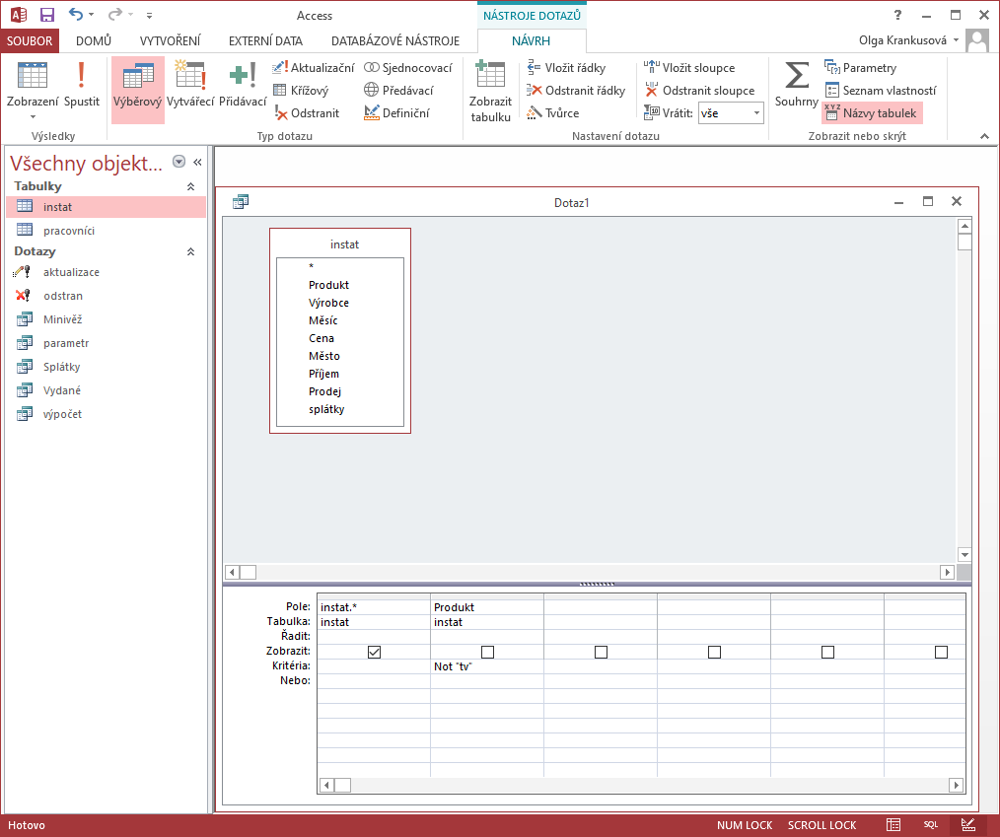 Access
NÁSTROJE DOTAZŮ
?
SOUBOR DOMŮ VYTVOŘENÍ EXTERNÍ DATA DATABÁZOVÉ NÁSTROJE NÁVRH Olga Krankusová
Zobrazení
Spustit
Výsledky
Výběrový
Vytvářecí
Přidávací
Aktualizační
Křížový
Odstranit
Sjednocovací
Předávací
Definiční
Typ dotazu
Zobrazit
tabulku
Vložit řádky
Odstranit řádky
Tvůrce
Vložit sloupce
Odstranit sloupce
Vrátit: vše
Nastavení dotazu
Souhrny
Parametry
Seznam vlastností
XYZ Názvy tabulek
Zobrazit nebo skrýt
Všechny objekt...
Tabulky
instat
pracovníci
Dotazy
aktualizace
odstran
Minivěž
parametr
Splátky
Vydané
výpočet
Dotaz1
instat
*
Produkt
Výrobce
Měsíc
Cena
Město
Příjem
Prodej
splátky
Pole: instat.* Produkt
Tabulka: instat instat
Řadit:
Zobrazit:
Kritéria: Not "tv"
Nebo:
Hotovo NUM LOCK SCROLL LOCK SQL